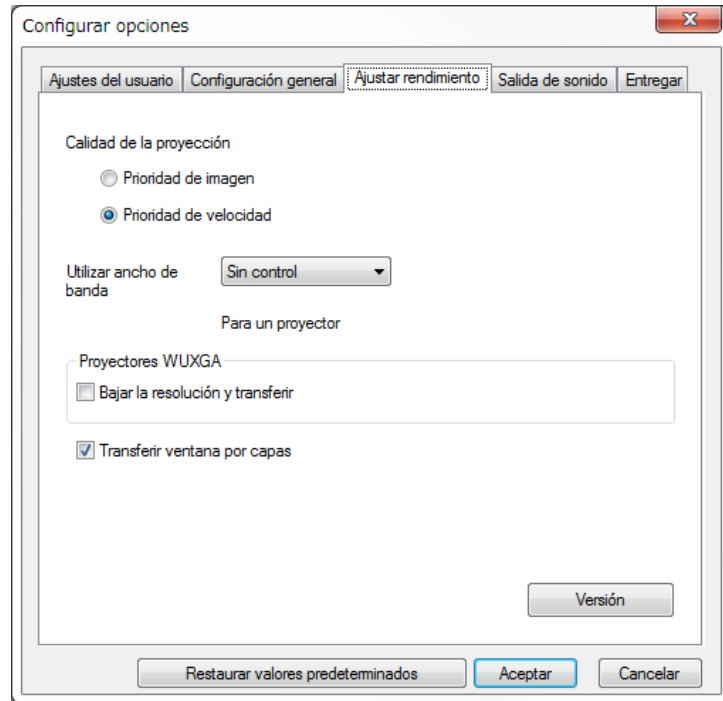 Configurar opciones
Ajustes del usuario Configuración general Ajustar rendimiento Salida de sonido Entregar
Calidad de la proyección
Prioridad de imagen
Prioridad de velocidad
Utilizar ancho de banda
Sin control
Para un proyector
Proyectores WUXGA
Bajar la resolución y transferir
Transferir ventana por capas
Versión
Restaurar valores predeterminados Aceptar Cancelar